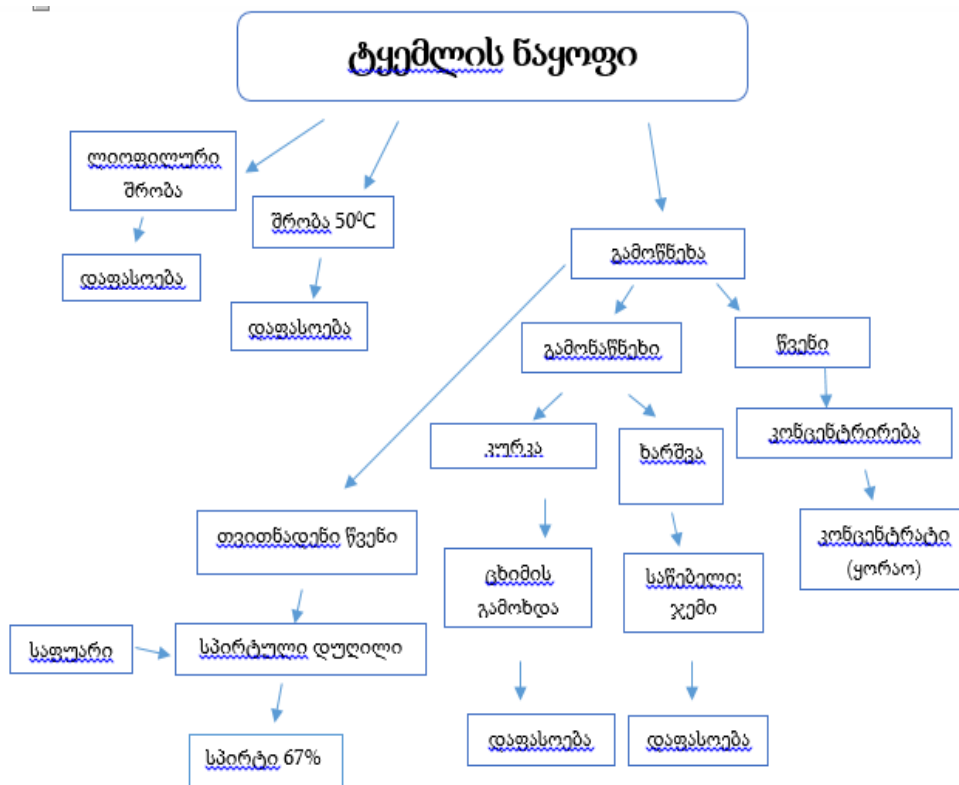 ტყემლის ნაყოფი
ლიოფილური
შრობა
დაფასოება
შრობა 50⁰C
დაფასოება
გამოწნეხა
გამონაწნეხი
წვენი
კურკა
ხარშვა
კონცენტრირება
თვითნადენი წვენი
ცხიმის
გამოხდა
საწებელი;
ჯემი
კონცენტრატი
(ყორაო)
საფუარი
სპირტული დუღილი
სპირტი 67%
დაფასოება
დაფასოება